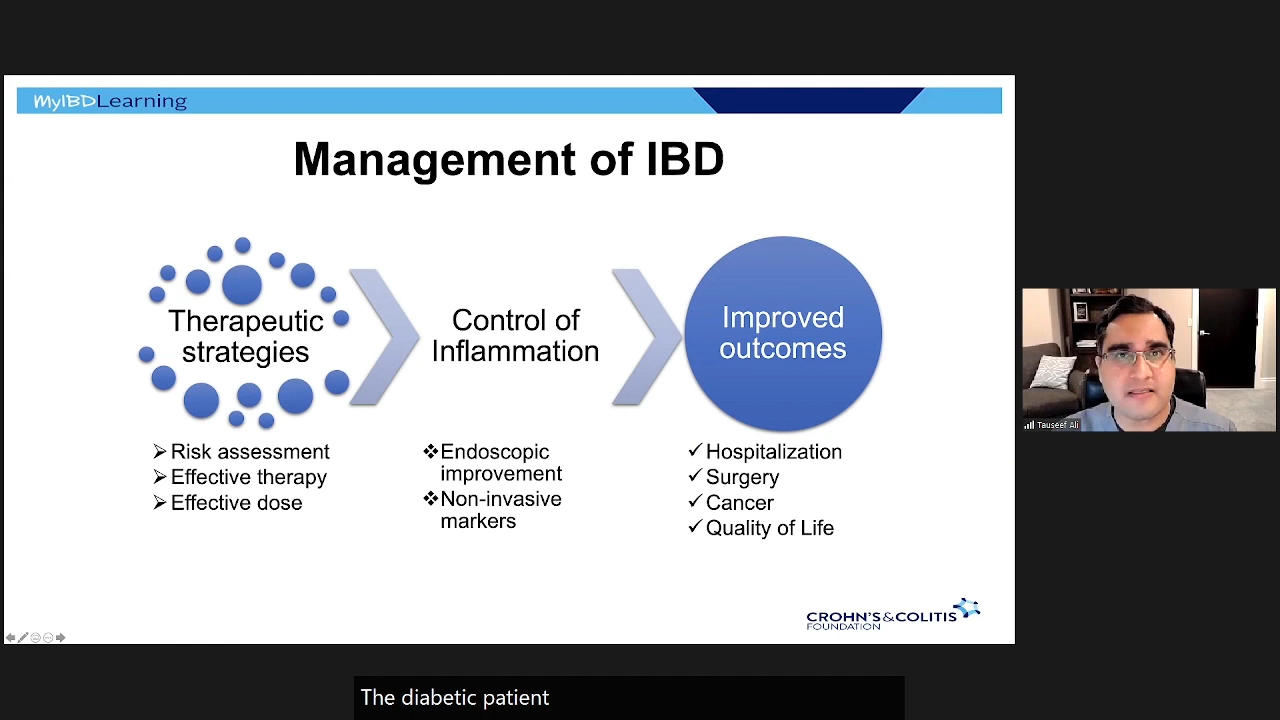 MyIBDLearning
Management of IBD
Therapeutic
strategies
Control of
Inflammation
Improved
outcomes
Risk assessment
Effective therapy
Effective dose
Endoscopic
improvement
Non-invasive
markers
Hospitalization
Surgery
Cancer
Quality of Life
CROHN'S & COLITIS
FOUNDATION
Tauseef Ali
The diabetic patient